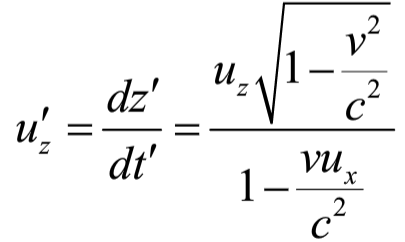 u′_z = dz′/dt′ = (u_z √(1 − v²/c²)) / (1 − vu_x/c²)